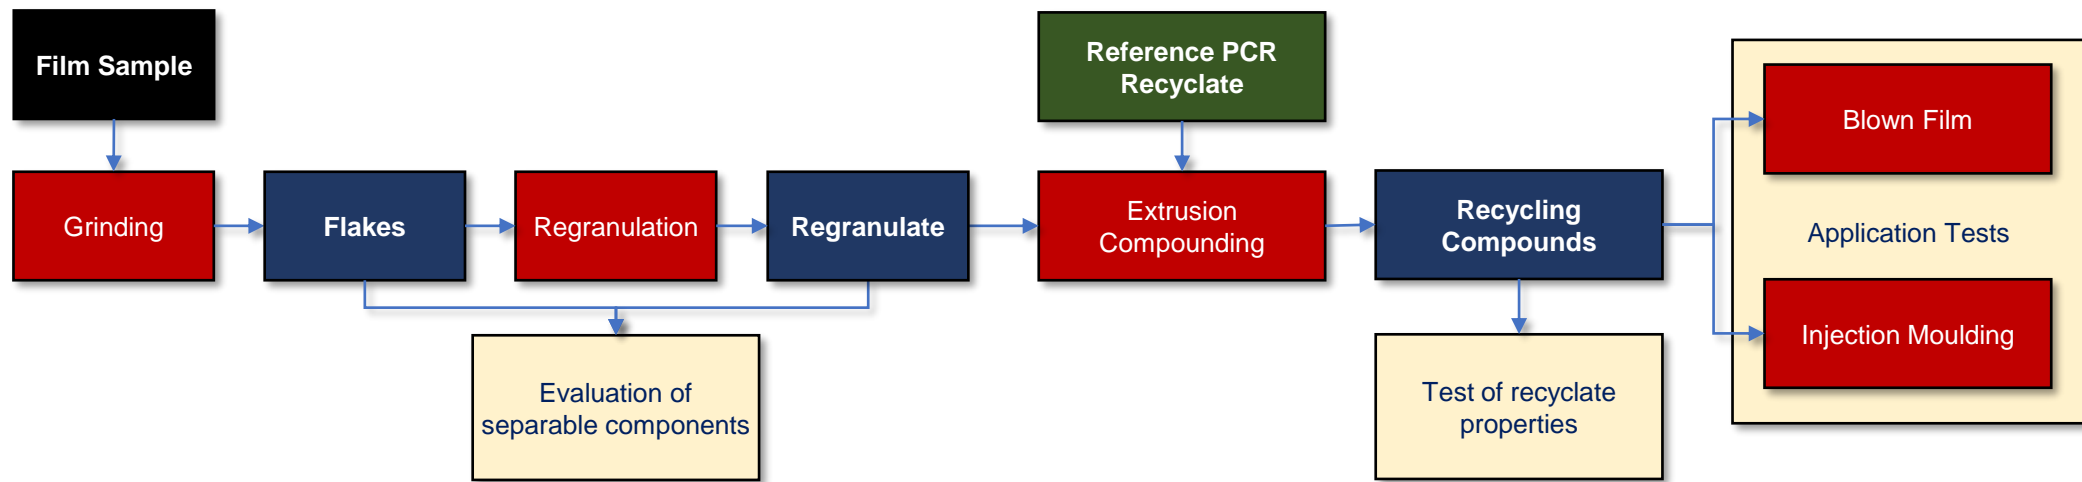 Film Sample
Reference PCR
Recyclate
Blown Film
Grinding
Flakes
Regranulation
Regranulate
Extrusion
Compounding
Recycling
Compounds
Application Tests
Injection Moulding
Evaluation of
separable components
Test of recyclate
properties